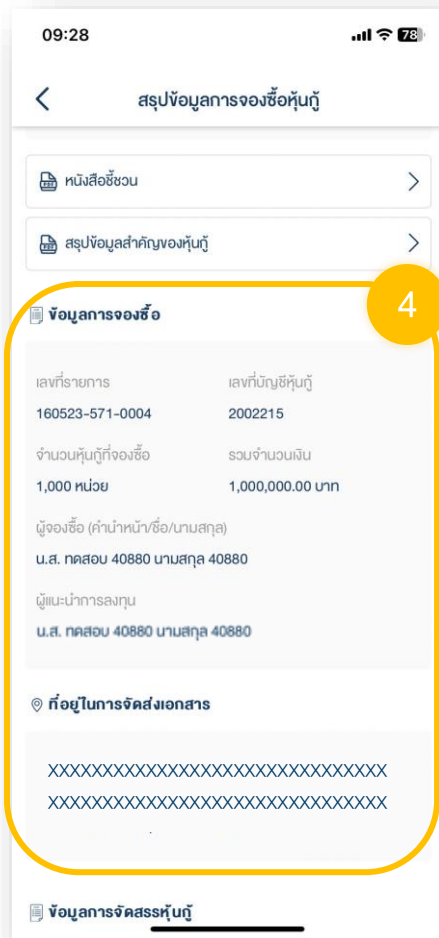 09:28
78
สรุปข้อมูลการจองซื้อหุ้นกู้
PDF หนังสือชี้ชวน
PDF สรุปข้อมูลสำคัญของหุ้นกู้
4
ข้อมูลการจองซื้อ
เลขที่รายการ เลขที่บัญชีหุ้นกู้
160523-571-0004 2002215
จำนวนหุ้นกู้ที่จองซื้อ รวมจำนวนเงิน
1,000 หน่วย 1,000,000.00 บาท
ผู้จองซื้อ (คำนำหน้า/ชื่อ/นามสกุล)
น.ส. ทดสอบ 40880 นามสกุล 40880
ผู้แนะนำการลงทุน
น.ส. ทดสอบ 40880 นามสกุล 40880
ที่อยู่ในการจัดส่งเอกสาร
XXXXXXXXXXXXXXXXXXXXXXXXXXXXXXX
XXXXXXXXXXXXXXXXXXXXXXXXXXXXXXX
ข้อมูลการจัดสรรหุ้นกู้